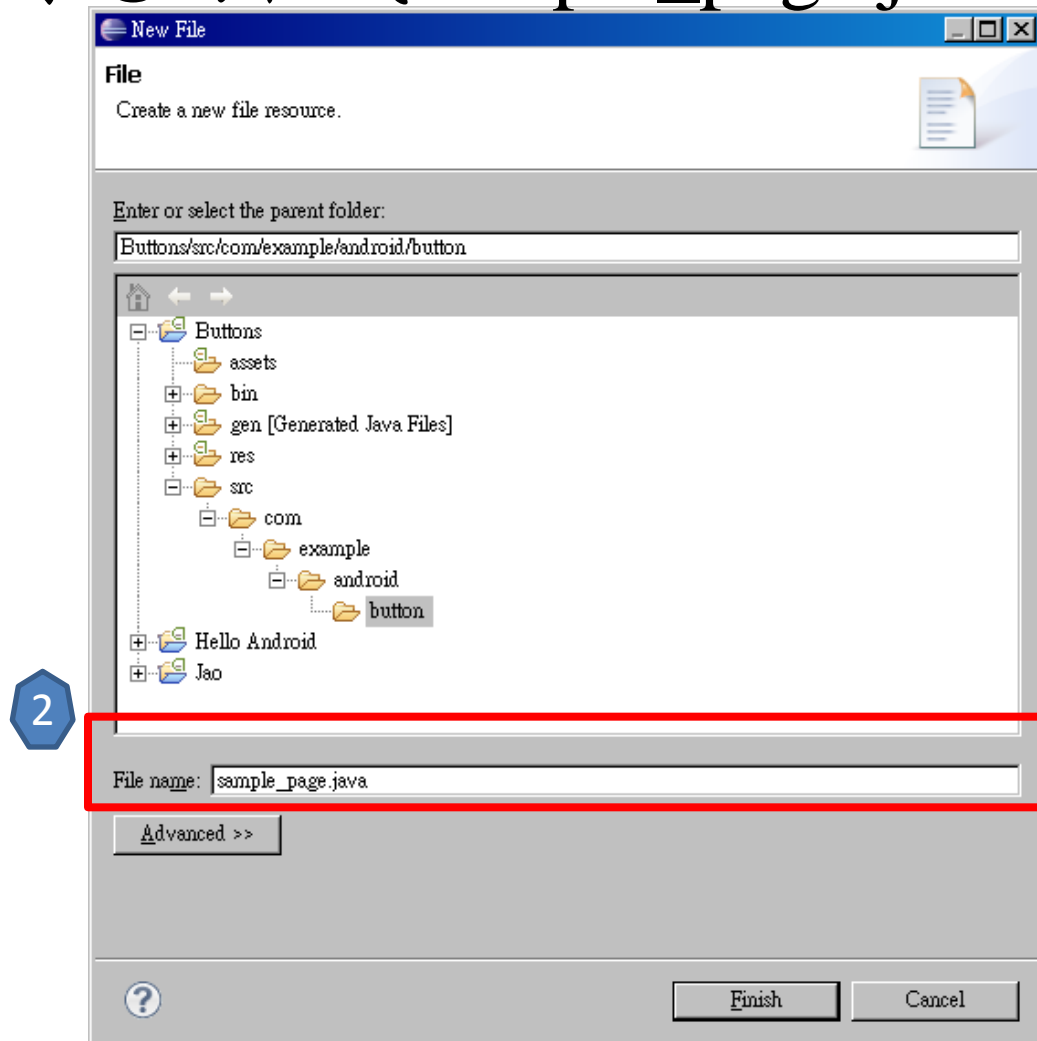 New File
File
Create a new file resource.
Enter or select the parent folder:
Buttons/src/com/example/android/button
Buttons
assets
bin
gen [Generated Java Files]
res
src
com
example
android
button
Hello Android
Jao
2
File name: sample_page.java
Advanced >>
Finish
Cancel